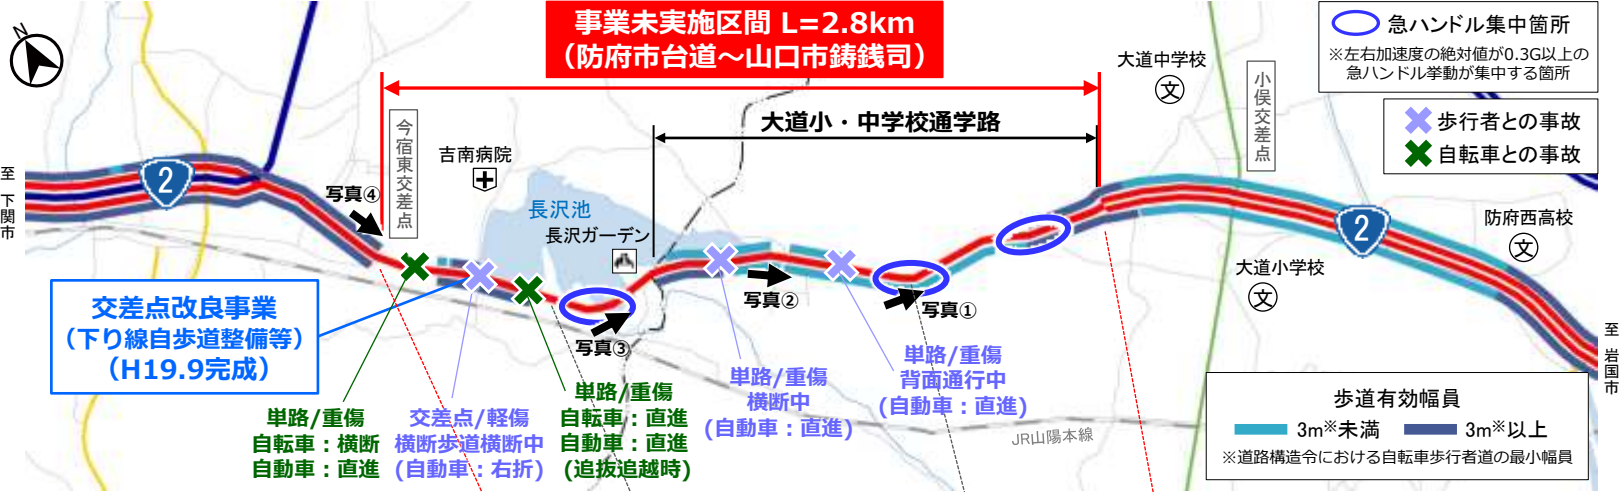 N
事業未実施区間 L=2.8km
(防府市台道～山口市鋳銭司)
急ハンドル集中箇所
※左右加速度の絶対値が0.3G以上の
急ハンドル挙動が集中する箇所
歩行者との事故
自転車との事故
大道中学校
文
小俣交差点
大道小・中学校通学路
今宿東交差点
吉南病院
至 下関市
2
写真④
長沢池
長沢ガーデン
2
防府西高校
文
大道小学校
文
写真②
写真①
写真③
至 岩国市
交差点改良事業
(下り線自歩道整備等)
(H19.9完成)
単路/重傷
自転車：横断
自動車：直進
交差点/軽傷
横断歩道横断中
(自動車：右折)
単路/重傷
自転車：直進
自動車：直進
(追抜追越時)
単路/重傷
横断中
(自動車：直進)
単路/重傷
背面通行中
(自動車：直進)
JR山陽本線
歩道有効幅員
3m※未満
3m※以上
※道路構造令における自転車歩行者道の最小幅員